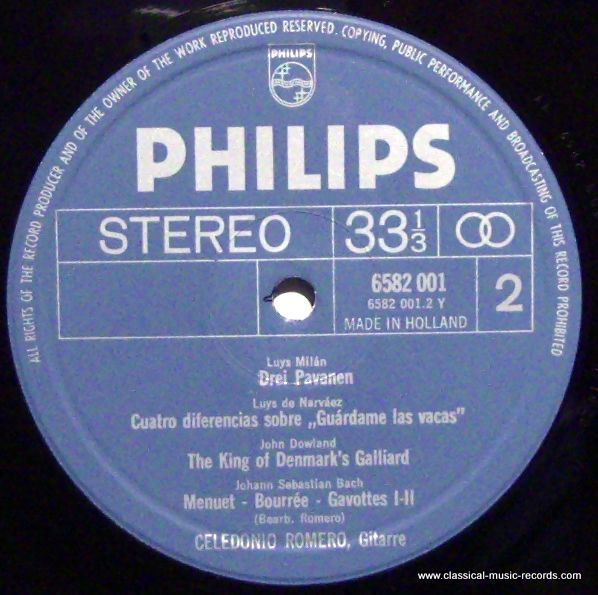 ALL RIGHTS OF THE RECORD PRODUCER AND OF THE OWNER OF THE WORK REPRODUCED RESERVED. COPYING, PUBLIC PERFORMANCE AND BROADCASTING OF THIS RECORD PROHIBITED
PHILIPS
PHILIPS
STEREO 33 1/3
6582 001
6582 001.2 Y
2
MADE IN HOLLAND
Luys Milán
Drei Pavanen
Luys de Narváez
Cuatro diferencias sobre „Guárdame las vacas"
John Dowland
The King of Denmark's Galliard
Johann Sebastian Bach
Menuet - Bourrée - Gavottes I-II
(Bearb. Romero)
CELEDONIO ROMERO, Gitarre
www.classical-music-records.com